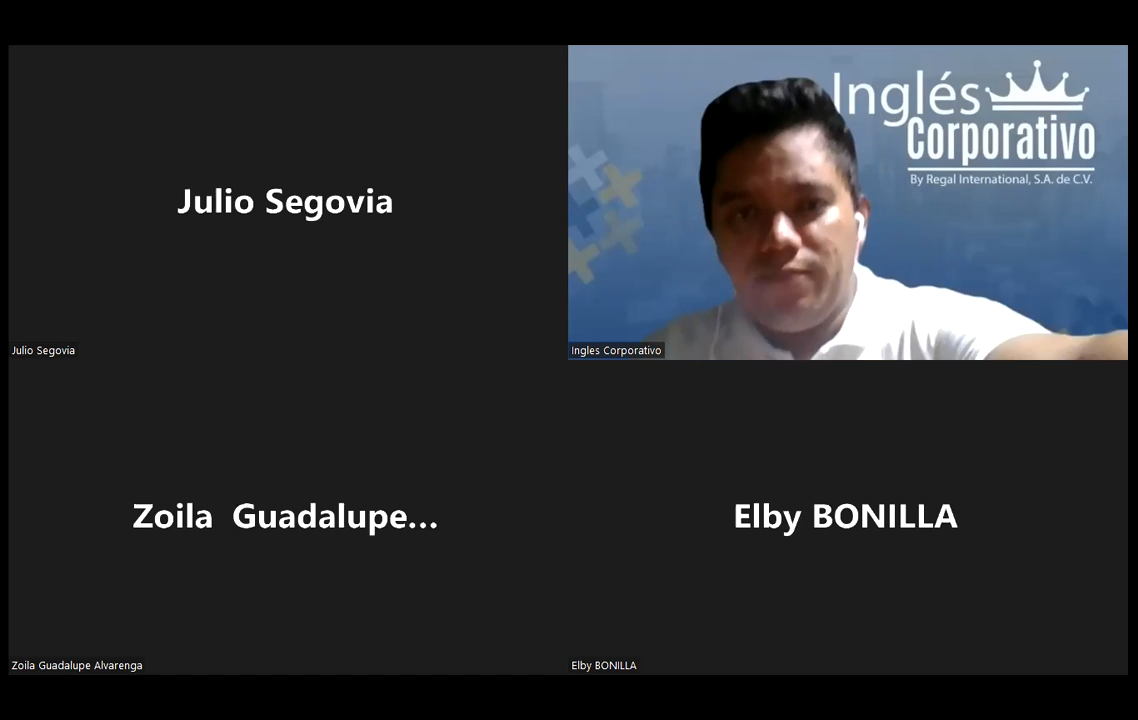 Julio Segovia
Julio Segovia
Inglés
Corporativo
By Regal International, S.A. de C.V.
Ingles Corporativo
Zoila Guadalupe...
Zoila Guadalupe Alvarenga
Elby BONILLA
Elby BONILLA